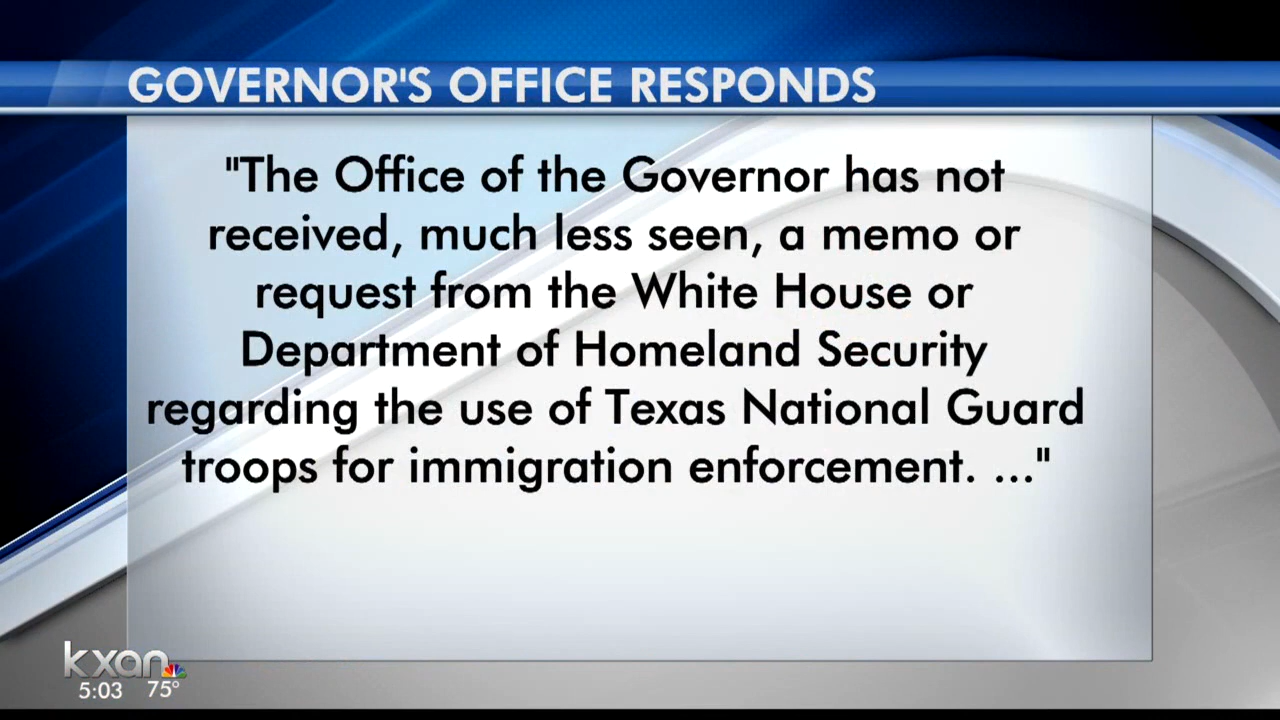 GOVERNOR'S OFFICE RESPONDS
"The Office of the Governor has not
received, much less seen, a memo or
request from the White House or
Department of Homeland Security
regarding the use of Texas National Guard
troops for immigration enforcement. ..."
kxan
5:03 75°